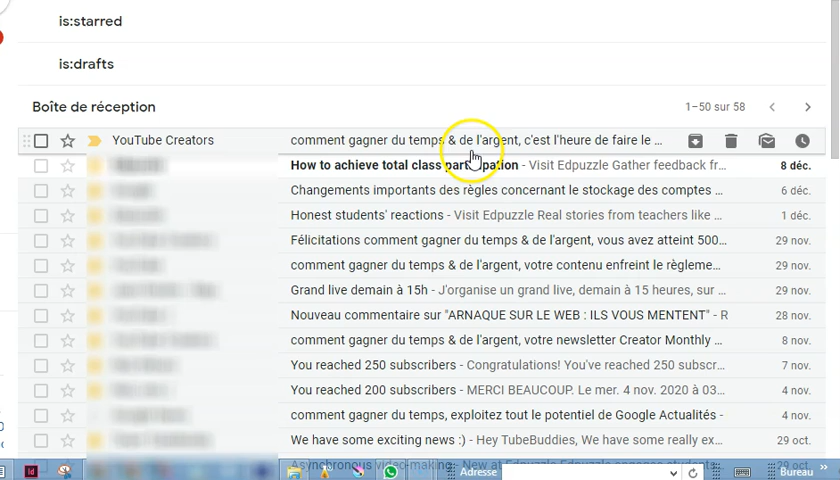 is:starred
is:drafts
Boîte de réception 1–50 sur 58
YouTube Creators comment gagner du temps & de l'argent, c'est l'heure de faire le ...
How to achieve total class participation - Visit Edpuzzle Gather feedback fr... 8 déc.
Changements importants des règles concernant le stockage des comptes ... 6 déc.
Honest students' reactions - Visit Edpuzzle Real stories from teachers like ... 1 déc.
Félicitations comment gagner du temps & de l'argent, vous avez atteint 500... 29 nov.
comment gagner du temps & de l'argent, votre contenu enfreint le règleme... 29 nov.
Grand live demain à 15h - J'organise un grand live, demain à 15 heures, sur ... 29 nov.
Nouveau commentaire sur "ARNAQUE SUR LE WEB : ILS VOUS MENTENT" - R 28 nov.
comment gagner du temps & de l'argent, votre newsletter Creator Monthly ... 8 nov.
You reached 250 subscribers - Congratulations! You've reached 250 subscrib... 7 nov.
You reached 200 subscribers - MERCI BEAUCOUP. Le mer. 4 nov. 2020 à 03... 4 nov.
comment gagner du temps, exploitez tout le potentiel de Google Actualités - 4 nov.
We have some exciting news :) - Hey TubeBuddies, We have some really ex... 29 oct.
Id Adresse Bureau »